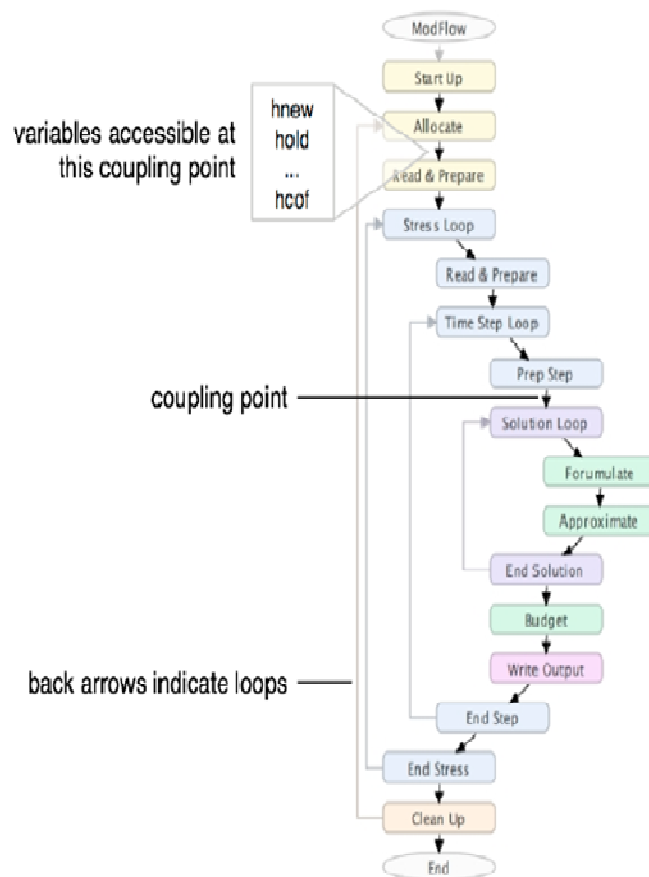 ModFlow
Start Up
variables accessible at
this coupling point
hnew
hold
...
hcof
Allocate
Read & Prepare
Stress Loop
Read & Prepare
Time Step Loop
Prep Step
coupling point
Solution Loop
Forumulate
Approximate
End Solution
Budget
back arrows indicate loops
Write Output
End Step
End Stress
Clean Up
End